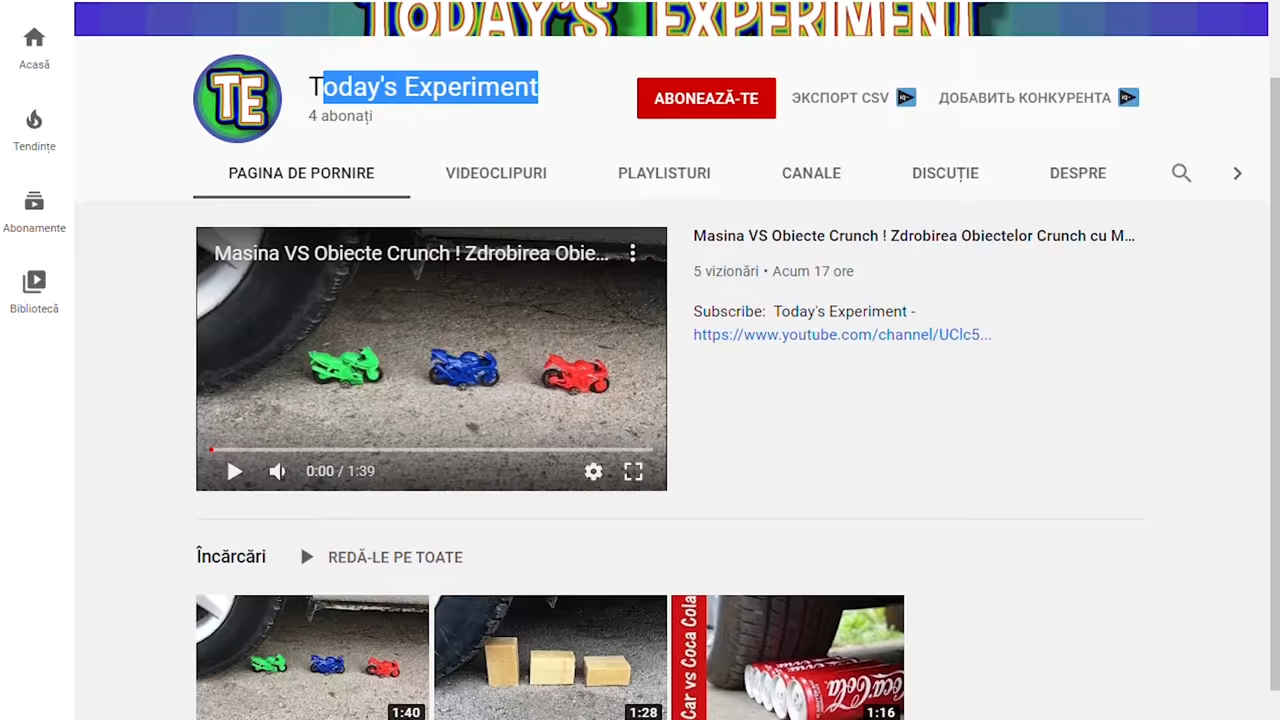 TODAY'S EXPERIMENT
Acasă
Tendințe
Abonamente
Bibliotecă
TE
Today's Experiment
4 abonați
ABONEAZĂ-TE
ЭКСПОРТ CSV
ДОБАВИТЬ КОНКУРЕНТА
PAGINA DE PORNIRE
VIDEOCLIPURI
PLAYLISTURI
CANALE
DISCUȚIE
DESPRE
Masina VS Obiecte Crunch ! Zdrobirea Obie...
0:00 / 1:39
Masina VS Obiecte Crunch ! Zdrobirea Obiectelor Crunch cu M...
5 vizionări • Acum 17 ore
Subscribe: Today's Experiment -
https://www.youtube.com/channel/UClc5...
Încărcări
REDĂ-LE PE TOATE
1:40
1:28
Car vs Coca Cola
Coca-Cola
1:16